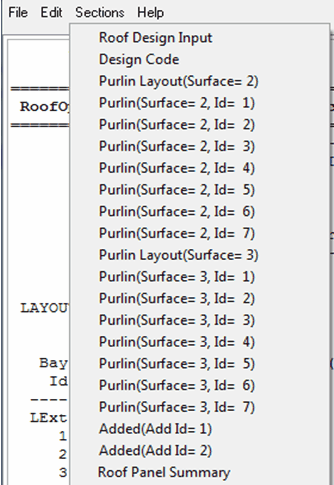 File Edit Sections Help
Roof Design Input
Design Code
Purlin Layout(Surface= 2)
Purlin(Surface= 2, Id= 1)
RoofO
Purlin(Surface= 2, Id= 2)
Purlin(Surface= 2, Id= 3)
Purlin(Surface= 2, Id= 4)
Purlin(Surface= 2, Id= 5)
Purlin(Surface= 2, Id= 6)
Purlin(Surface= 2, Id= 7)
Purlin Layout(Surface= 3)
Purlin(Surface= 3, Id= 1)
Purlin(Surface= 3, Id= 2)
LAYOU
Purlin(Surface= 3, Id= 3)
Purlin(Surface= 3, Id= 4)
Bay
Purlin(Surface= 3, Id= 5)
Id
Purlin(Surface= 3, Id= 6)
----
Purlin(Surface= 3, Id= 7)
LExt
Added(Add Id= 1)
1
Added(Add Id= 2)
2
Roof Panel Summary
3